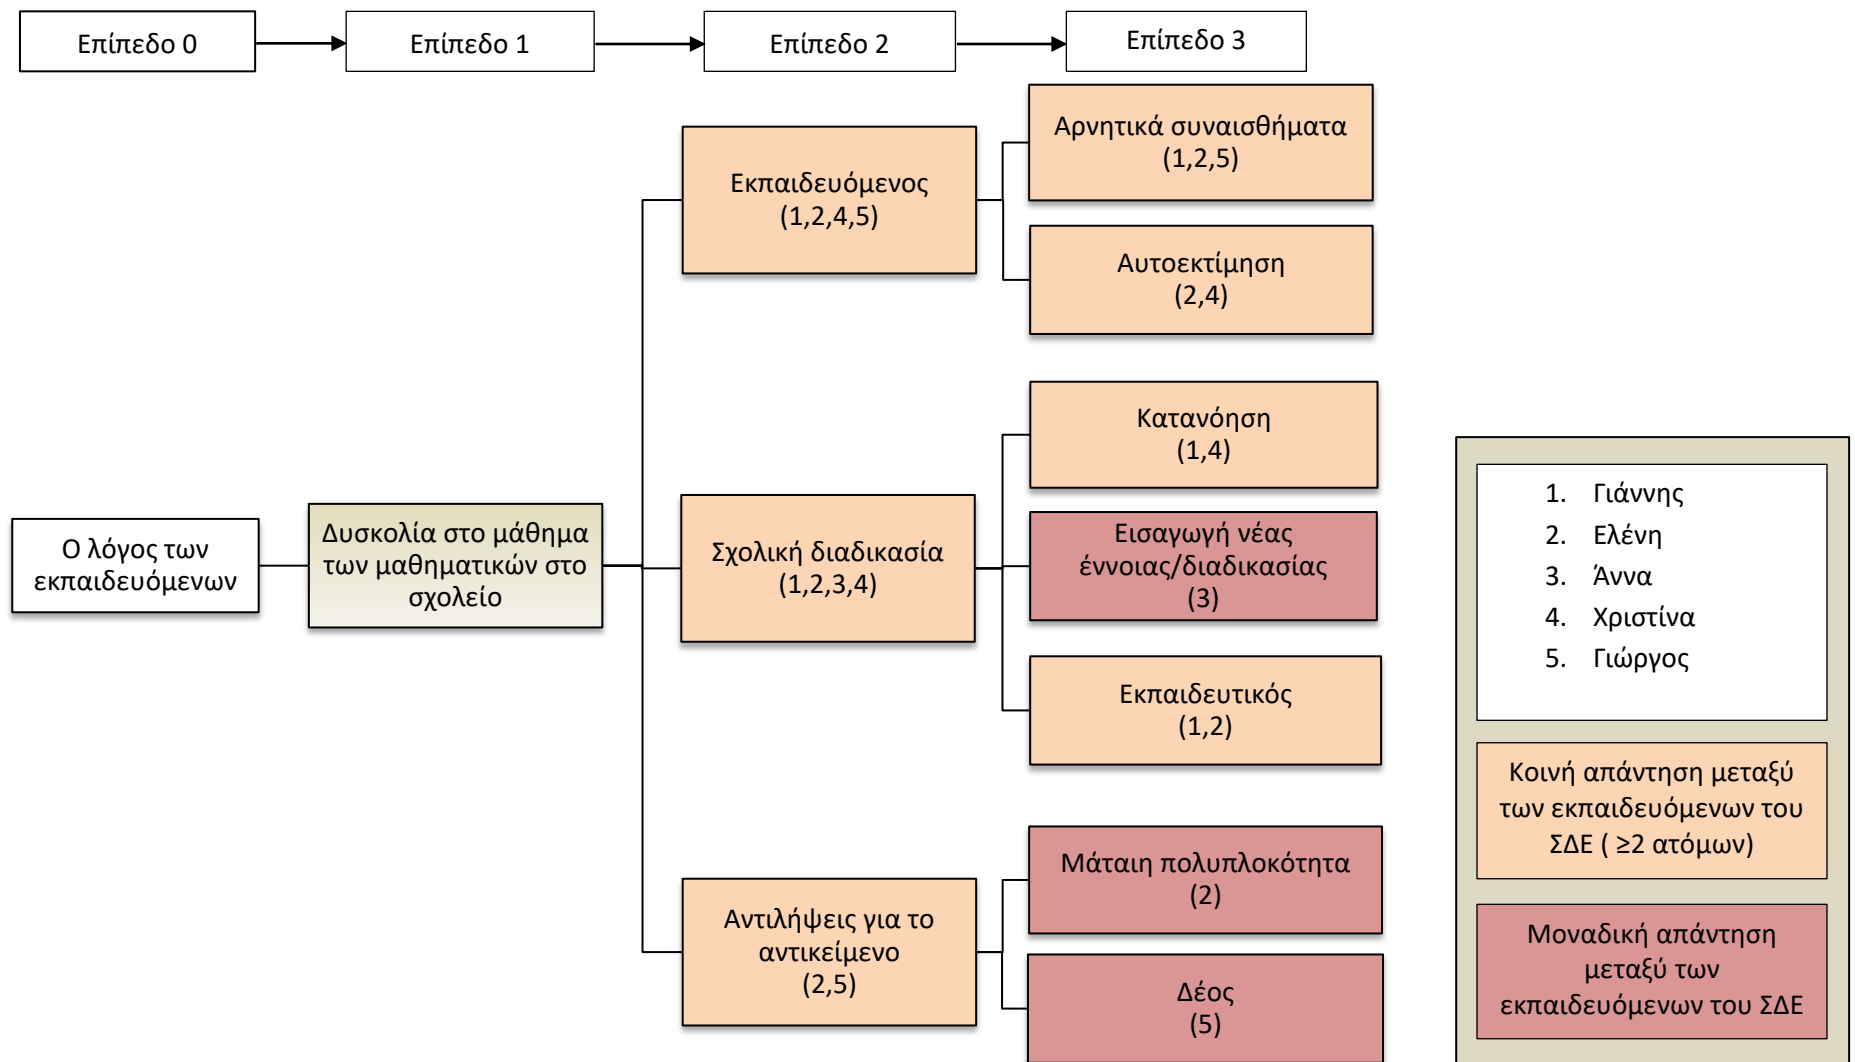 Επίπεδο 0
Επίπεδο 1
Επίπεδο 2
Επίπεδο 3
Ο λόγος των
εκπαιδευόμενων
Δυσκολία στο μάθημα
των μαθηματικών στο
σχολείο
Εκπαιδευόμενος
(1,2,4,5)
Αρνητικά συναισθήματα
(1,2,5)
Αυτοεκτίμηση
(2,4)
Σχολική διαδικασία
(1,2,3,4)
Κατανόηση
(1,4)
Εισαγωγή νέας
έννοιας/διαδικασίας
(3)
Εκπαιδευτικός
(1,2)
Αντιλήψεις για το
αντικείμενο
(2,5)
Μάταιη πολυπλοκότητα
(2)
Δέος
(5)
1. Γιάννης
2. Ελένη
3. Άννα
4. Χριστίνα
5. Γιώργος
Κοινή απάντηση μεταξύ
των εκπαιδευόμενων του
ΣΔΕ ( ≥2 ατόμων)
Μοναδική απάντηση
μεταξύ των
εκπαιδευόμενων του ΣΔΕ